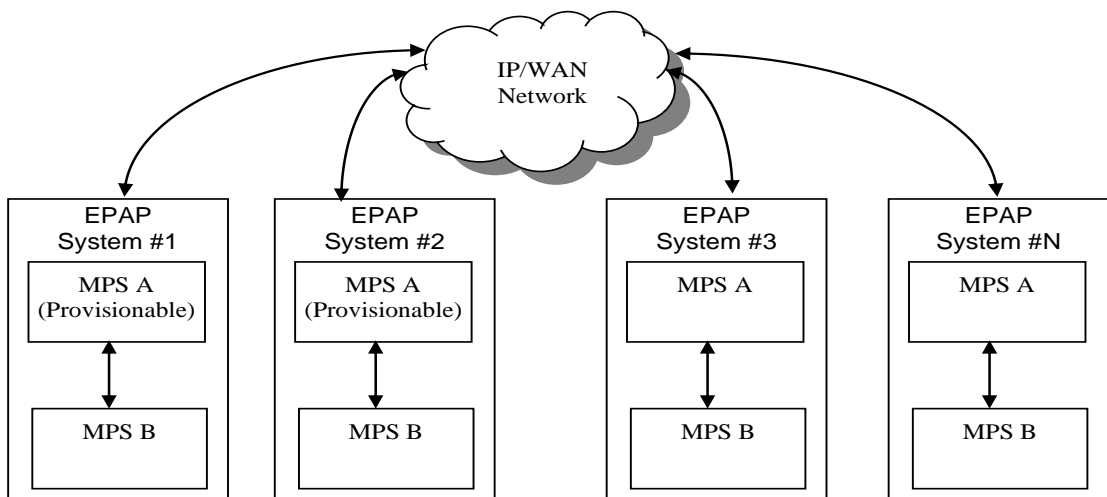 IP/WAN
Network
EPAP
System #1
MPS A
(Provisionable)
MPS B
EPAP
System #2
MPS A
(Provisionable)
MPS B
EPAP
System #3
MPS A
MPS B
EPAP
System #N
MPS A
MPS B